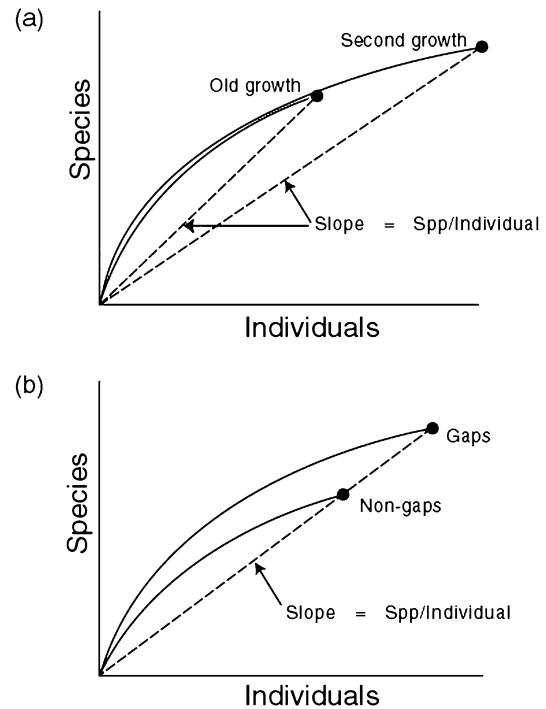 (a)
Second growth
Old growth
Species
Slope = Spp/Individual
Individuals
(b)
Gaps
Non-gaps
Species
Slope = Spp/Individual
Individuals